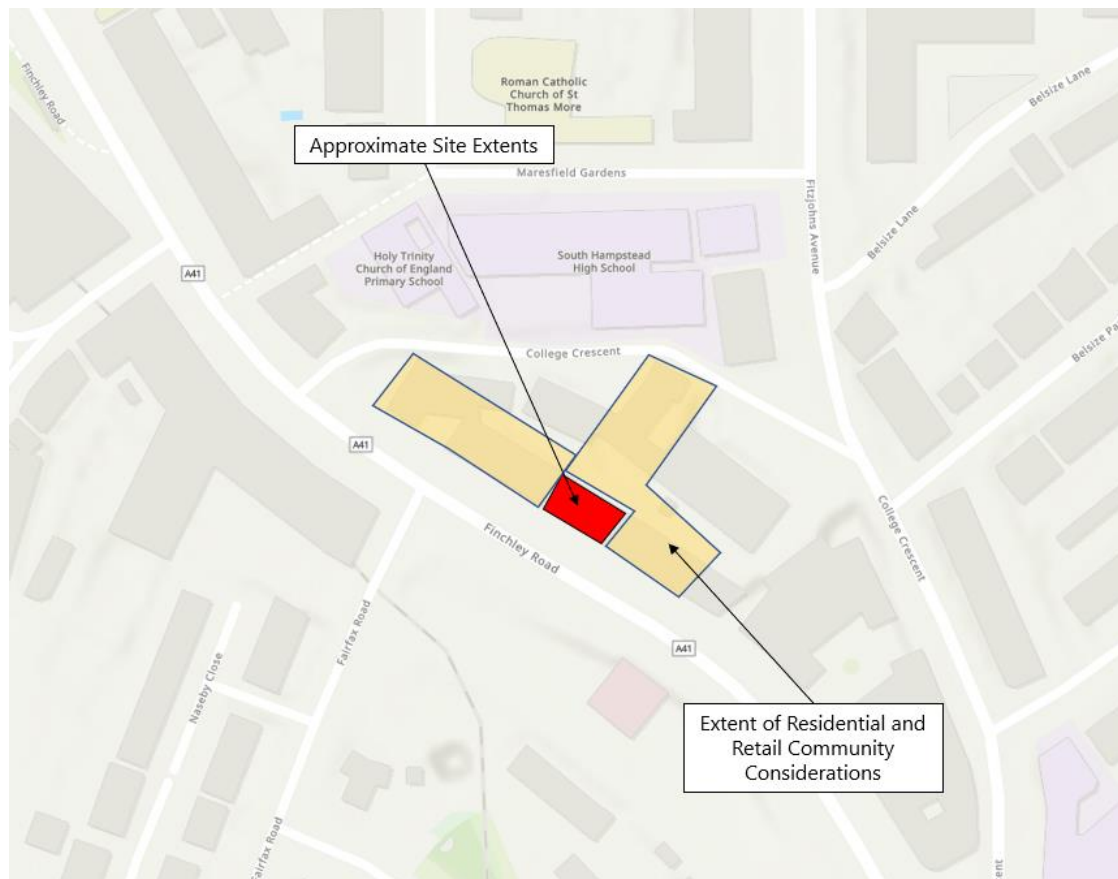 Finchley Road
Roman Catholic
Church of St
Thomas More
Belsize Lane
Approximate Site Extents
Maresfield Gardens
Fitzjohns Avenue
Belsize Lane
Holy Trinity
Church of England
Primary School
South Hampstead
High School
A41
College Crescent
Belsize Pa
A41
Finchley Road
College Crescent
Fairfax Road
Naseby Close
A41
Extent of Residential and
Retail Community
Considerations
Fairfax Road
ent